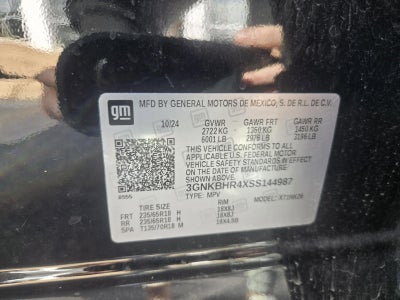 gm
MFD BY GENERAL MOTORS DE MEXICO, S. DE R.L. DE C.V.
10/24 GVWR GAWR FRT GAWR RR
2722 KG 1350 KG 1450 KG
6001 LB 2976 LB 3196 LB
THIS VEHICLE CONFORMS TO ALL APPLICABLE
U.S. FEDERAL MOTOR VEHICLE SAFETY
STANDARDS IN EFFECT ON THE DATE OF MANUFACTURE
SHOWN ABOVE.
3GNKBHR4XSS144987
TYPE: MPV MODEL:
TIRE SIZE RIM
FRT 235/65R18 H 18X8J
RR 235/65R18 H 18X8J
SPA T135/70R18 M 18X4.5B